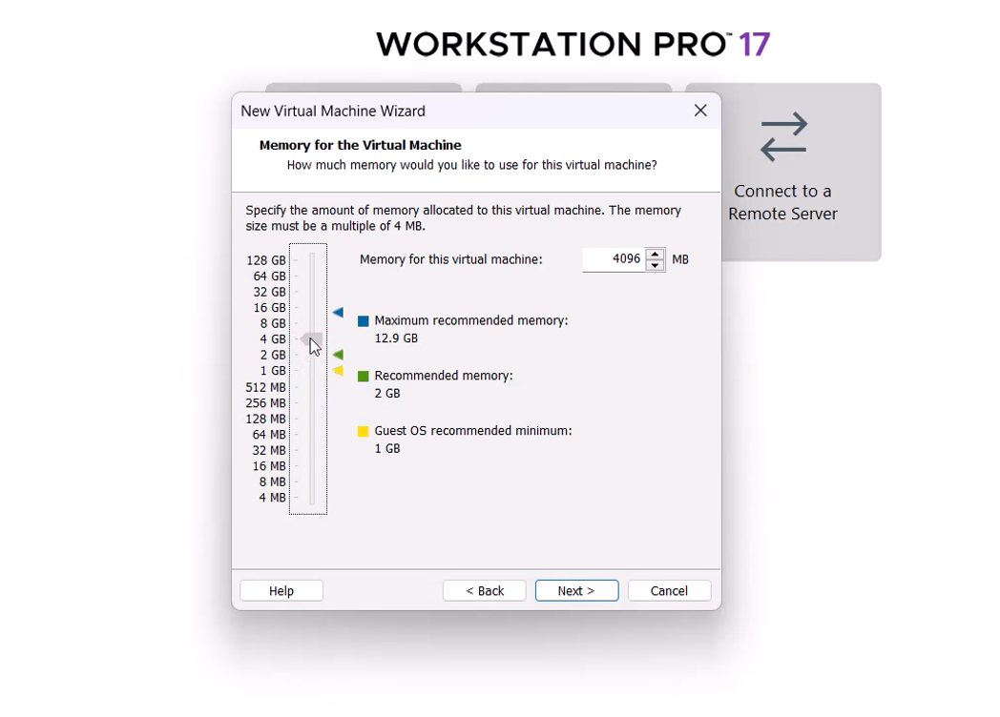 WORKSTATION PRO™ 17
New Virtual Machine Wizard
Memory for the Virtual Machine
How much memory would you like to use for this virtual machine?
Connect to a
Remote Server
Specify the amount of memory allocated to this virtual machine. The memory
size must be a multiple of 4 MB.
Memory for this virtual machine: 4096 MB
128 GB
64 GB
32 GB
16 GB
8 GB
4 GB
2 GB
1 GB
512 MB
256 MB
128 MB
64 MB
32 MB
16 MB
8 MB
4 MB
Maximum recommended memory:
12.9 GB
Recommended memory:
2 GB
Guest OS recommended minimum:
1 GB
Help < Back Next > Cancel